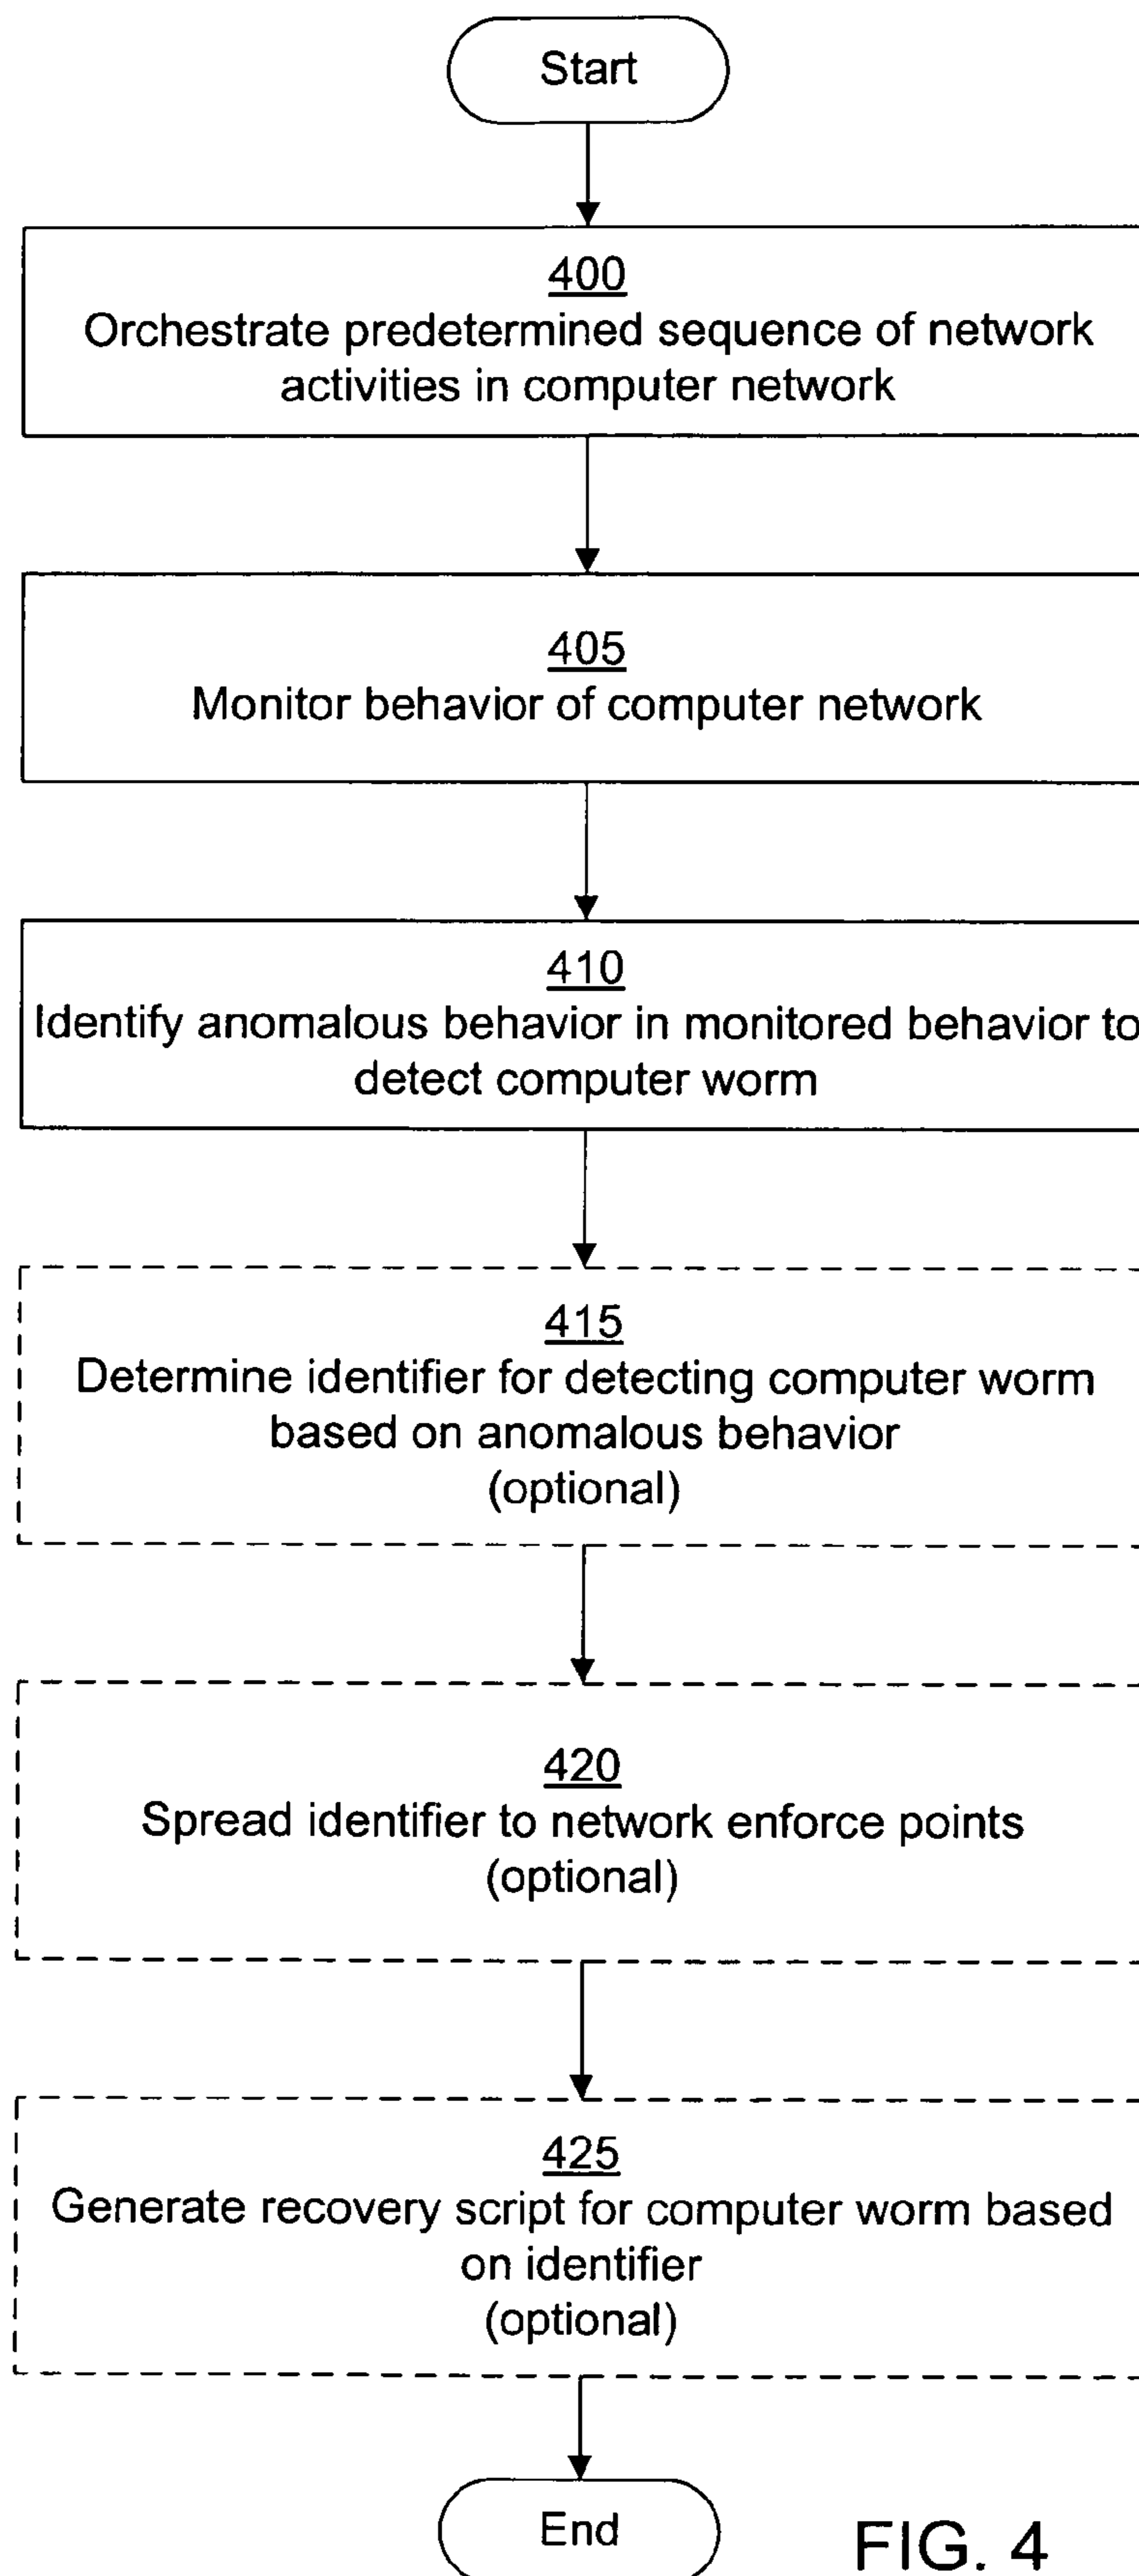 Start
400
Orchestrate predetermined sequence of network
activities in computer network
405
Monitor behavior of computer network
410
Identify anomalous behavior in monitored behavior to
detect computer worm
415
Determine identifier for detecting computer worm
based on anomalous behavior
(optional)
420
Spread identifier to network enforce points
(optional)
425
Generate recovery script for computer worm based
on identifier
(optional)
End
FIG. 4